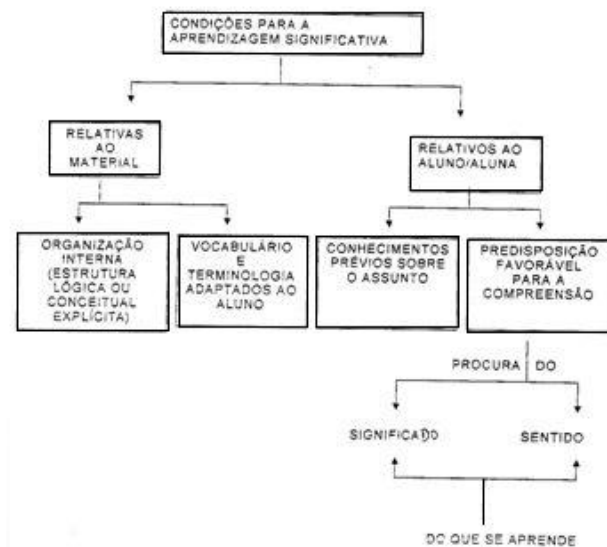 CONDIÇÕES PARA A
APRENDIZAGEM SIGNIFICATIVA
RELATIVAS
AO
MATERIAL
RELATIVOS AO
ALUNO/ALUNA
ORGANIZAÇÃO
INTERNA
(ESTRUTURA
LÓGICA OU
CONCEITUAL
EXPLÍCITA)
VOCABULÁRIO
E
TERMINOLOGIA
ADAPTADOS AO
ALUNO
CONHECIMENTOS
PRÉVIOS SOBRE
O ASSUNTO
PREDISPOSIÇÃO
FAVORÁVEL
PARA A
COMPREENSÃO
PROCURA DO
SIGNIFICADO
SENTIDO
DO QUE SE APRENDE